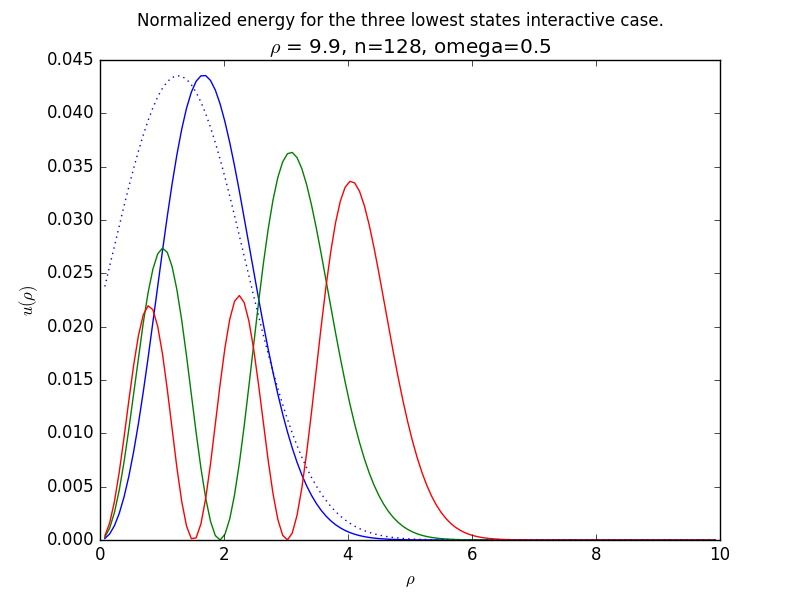 Normalized energy for the three lowest states interactive case.
ρ = 9.9, n=128, omega=0.5
0.045
0.040
0.035
0.030
0.025
0.020
0.015
0.010
0.005
0.000
u(ρ)
0 2 4 6 8 10
ρ